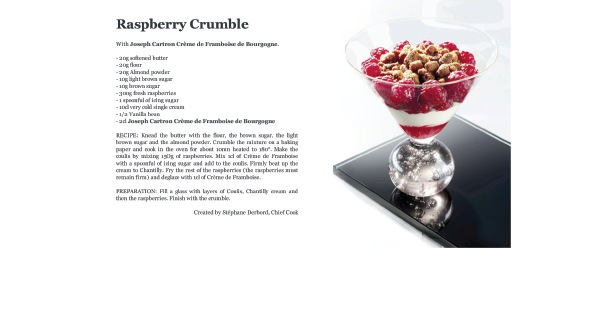 Raspberry Crumble
With Joseph Cartron Crème de Framboise de Bourgogne.
- 20g softened butter
- 20g flour
- 20g Almond powder
- 10g light brown sugar
- 10g brown sugar
- 300g fresh raspberries
- 1 spoonful of icing sugar
- 10cl very cold single cream
- 1/2 Vanilla bean
- 2cl Joseph Cartron Crème de Framboise de Bourgogne
RECIPE: Knead the butter with the flour, the brown sugar, the light
brown sugar and the almond powder. Crumble the mixture on a baking
paper and cook in the oven for about 10mn heated to 180°. Make the
coulis by mixing 150g of raspberries. Mix 1cl of Crème de Framboise
with a spoonful of icing sugar and add to the coulis. Firmly beat up the
cream to Chantilly. Fry the rest of the raspberries (the raspberries must
remain firm) and deglaze with 1cl of Crème de Framboise.
PREPARATION: Fill a glass with layers of Coulis, Chantilly cream and
then the raspberries. Finish with the crumble.
Created by Stéphane Derbord, Chief Cook